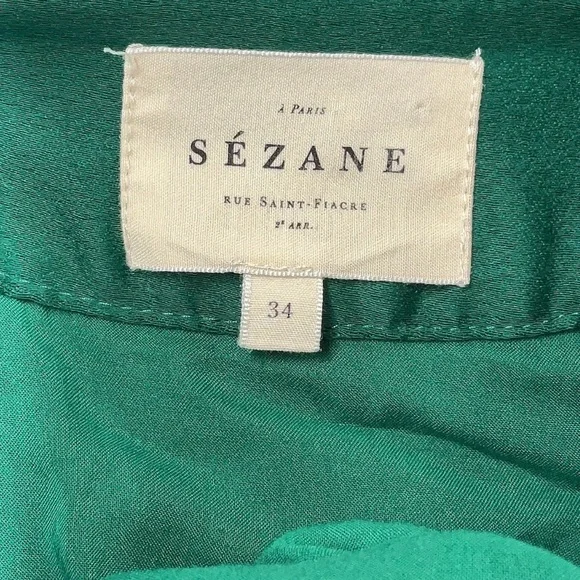 À PARIS
SÉZANE
RUE SAINT-FIACRE
2E ARR.
34